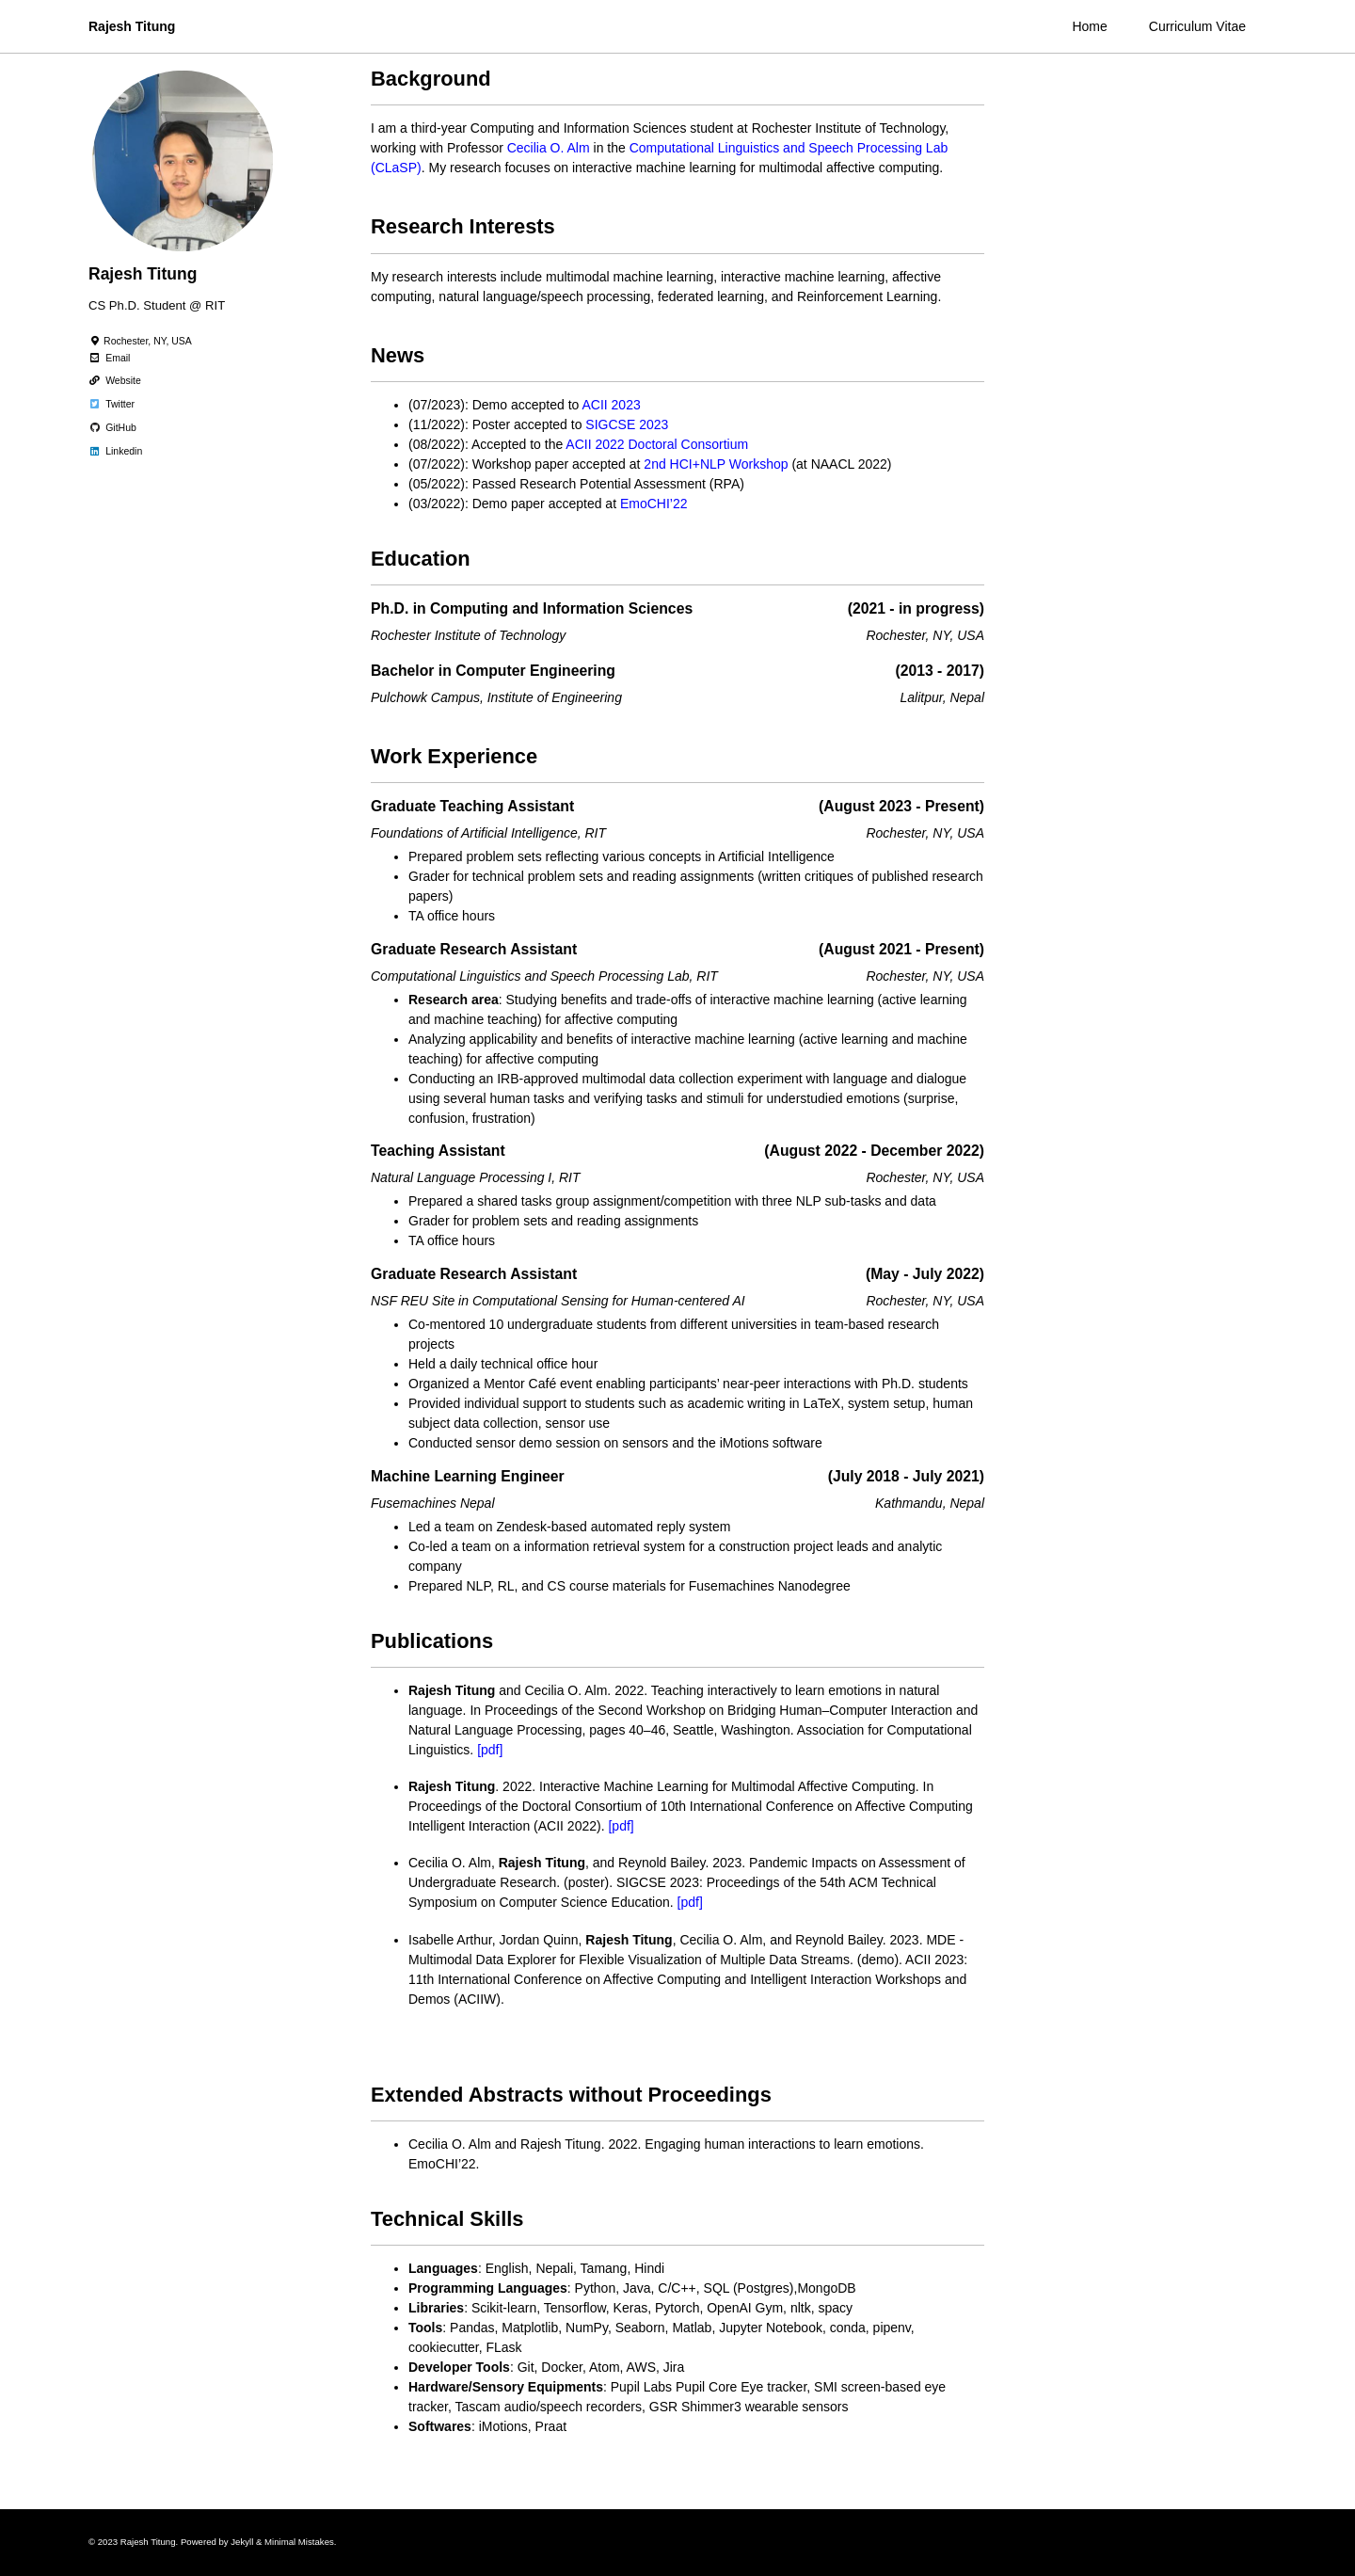 Rajesh Titung
Home
Curriculum Vitae
Rajesh Titung
CS Ph.D. Student @ RIT
Rochester, NY, USA
Email
Website
Twitter
GitHub
Linkedin
Background
I am a third-year Computing and Information Sciences student at Rochester Institute of Technology,
working with Professor Cecilia O. Alm in the Computational Linguistics and Speech Processing Lab
(CLaSP). My research focuses on interactive machine learning for multimodal affective computing.
Research Interests
My research interests include multimodal machine learning, interactive machine learning, affective
computing, natural language/speech processing, federated learning, and Reinforcement Learning.
News
• (07/2023): Demo accepted to ACII 2023
• (11/2022): Poster accepted to SIGCSE 2023
• (08/2022): Accepted to the ACII 2022 Doctoral Consortium
• (07/2022): Workshop paper accepted at 2nd HCI+NLP Workshop (at NAACL 2022)
• (05/2022): Passed Research Potential Assessment (RPA)
• (03/2022): Demo paper accepted at EmoCHI’22
Education
Ph.D. in Computing and Information Sciences (2021 - in progress)
Rochester Institute of Technology Rochester, NY, USA
Bachelor in Computer Engineering (2013 - 2017)
Pulchowk Campus, Institute of Engineering Lalitpur, Nepal
Work Experience
Graduate Teaching Assistant (August 2023 - Present)
Foundations of Artificial Intelligence, RIT Rochester, NY, USA
• Prepared problem sets reflecting various concepts in Artificial Intelligence
• Grader for technical problem sets and reading assignments (written critiques of published research
papers)
• TA office hours
Graduate Research Assistant (August 2021 - Present)
Computational Linguistics and Speech Processing Lab, RIT Rochester, NY, USA
• Research area: Studying benefits and trade-offs of interactive machine learning (active learning
and machine teaching) for affective computing
• Analyzing applicability and benefits of interactive machine learning (active learning and machine
teaching) for affective computing
• Conducting an IRB-approved multimodal data collection experiment with language and dialogue
using several human tasks and verifying tasks and stimuli for understudied emotions (surprise,
confusion, frustration)
Teaching Assistant (August 2022 - December 2022)
Natural Language Processing I, RIT Rochester, NY, USA
• Prepared a shared tasks group assignment/competition with three NLP sub-tasks and data
• Grader for problem sets and reading assignments
• TA office hours
Graduate Research Assistant (May - July 2022)
NSF REU Site in Computational Sensing for Human-centered AI Rochester, NY, USA
• Co-mentored 10 undergraduate students from different universities in team-based research
projects
• Held a daily technical office hour
• Organized a Mentor Café event enabling participants’ near-peer interactions with Ph.D. students
• Provided individual support to students such as academic writing in LaTeX, system setup, human
subject data collection, sensor use
• Conducted sensor demo session on sensors and the iMotions software
Machine Learning Engineer (July 2018 - July 2021)
Fusemachines Nepal Kathmandu, Nepal
• Led a team on Zendesk-based automated reply system
• Co-led a team on a information retrieval system for a construction project leads and analytic
company
• Prepared NLP, RL, and CS course materials for Fusemachines Nanodegree
Publications
• Rajesh Titung and Cecilia O. Alm. 2022. Teaching interactively to learn emotions in natural
language. In Proceedings of the Second Workshop on Bridging Human–Computer Interaction and
Natural Language Processing, pages 40–46, Seattle, Washington. Association for Computational
Linguistics. [pdf]
• Rajesh Titung. 2022. Interactive Machine Learning for Multimodal Affective Computing. In
Proceedings of the Doctoral Consortium of 10th International Conference on Affective Computing
Intelligent Interaction (ACII 2022). [pdf]
• Cecilia O. Alm, Rajesh Titung, and Reynold Bailey. 2023. Pandemic Impacts on Assessment of
Undergraduate Research. (poster). SIGCSE 2023: Proceedings of the 54th ACM Technical
Symposium on Computer Science Education. [pdf]
• Isabelle Arthur, Jordan Quinn, Rajesh Titung, Cecilia O. Alm, and Reynold Bailey. 2023. MDE -
Multimodal Data Explorer for Flexible Visualization of Multiple Data Streams. (demo). ACII 2023:
11th International Conference on Affective Computing and Intelligent Interaction Workshops and
Demos (ACIIW).
Extended Abstracts without Proceedings
• Cecilia O. Alm and Rajesh Titung. 2022. Engaging human interactions to learn emotions.
EmoCHI’22.
Technical Skills
• Languages: English, Nepali, Tamang, Hindi
• Programming Languages: Python, Java, C/C++, SQL (Postgres),MongoDB
• Libraries: Scikit-learn, Tensorflow, Keras, Pytorch, OpenAI Gym, nltk, spacy
• Tools: Pandas, Matplotlib, NumPy, Seaborn, Matlab, Jupyter Notebook, conda, pipenv,
cookiecutter, FLask
• Developer Tools: Git, Docker, Atom, AWS, Jira
• Hardware/Sensory Equipments: Pupil Labs Pupil Core Eye tracker, SMI screen-based eye
tracker, Tascam audio/speech recorders, GSR Shimmer3 wearable sensors
• Softwares: iMotions, Praat
© 2023 Rajesh Titung. Powered by Jekyll & Minimal Mistakes.